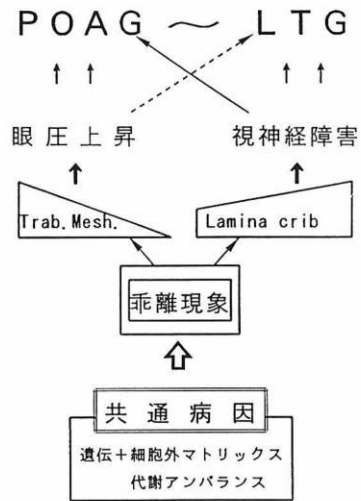 POAG ～ LTG
眼圧上昇 視神経障害
Trab.Mesh. Lamina crib
乖離現象
共通病因
遺伝＋細胞外マトリックス
代謝アンバランス